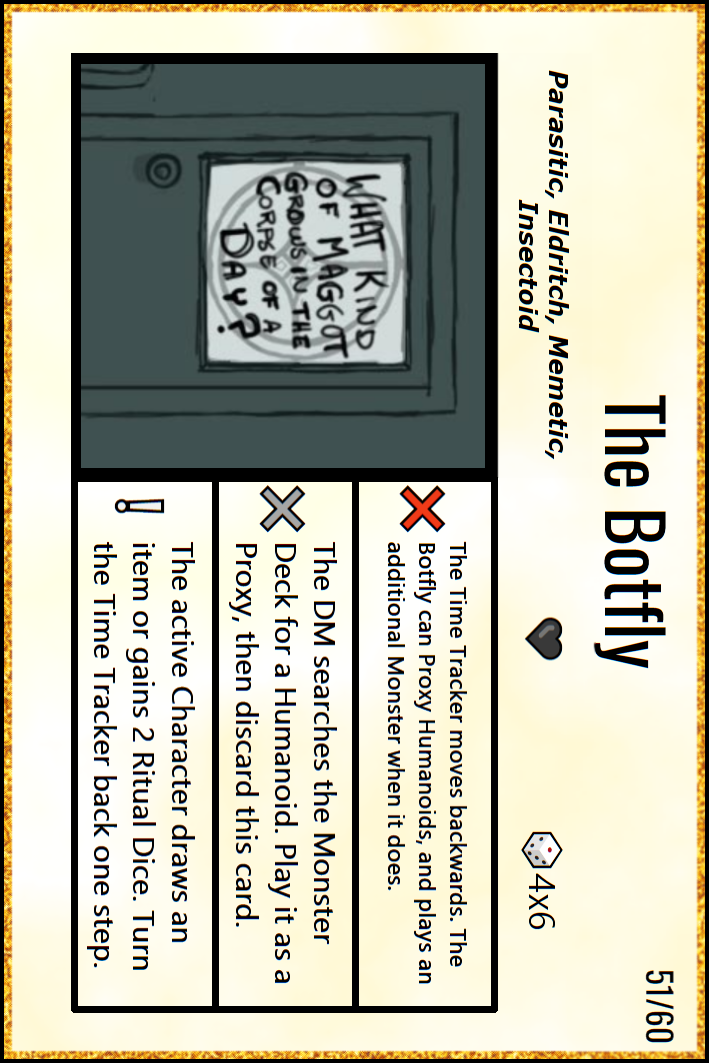 The Botfly
51/60
Parasitic, Eldritch, Memetic,
Insectoid
4x6
WHAT KIND
OF MAGGOT
GROWS IN THE
CORPSE OF A
DAY?
The Time Tracker moves backwards. The
Botfly can Proxy Humanoids, and plays an
additional Monster when it does.
The DM searches the Monster
Deck for a Humanoid. Play it as a
Proxy, then discard this card.
The active Character draws an
item or gains 2 Ritual Dice. Turn
the Time Tracker back one step.